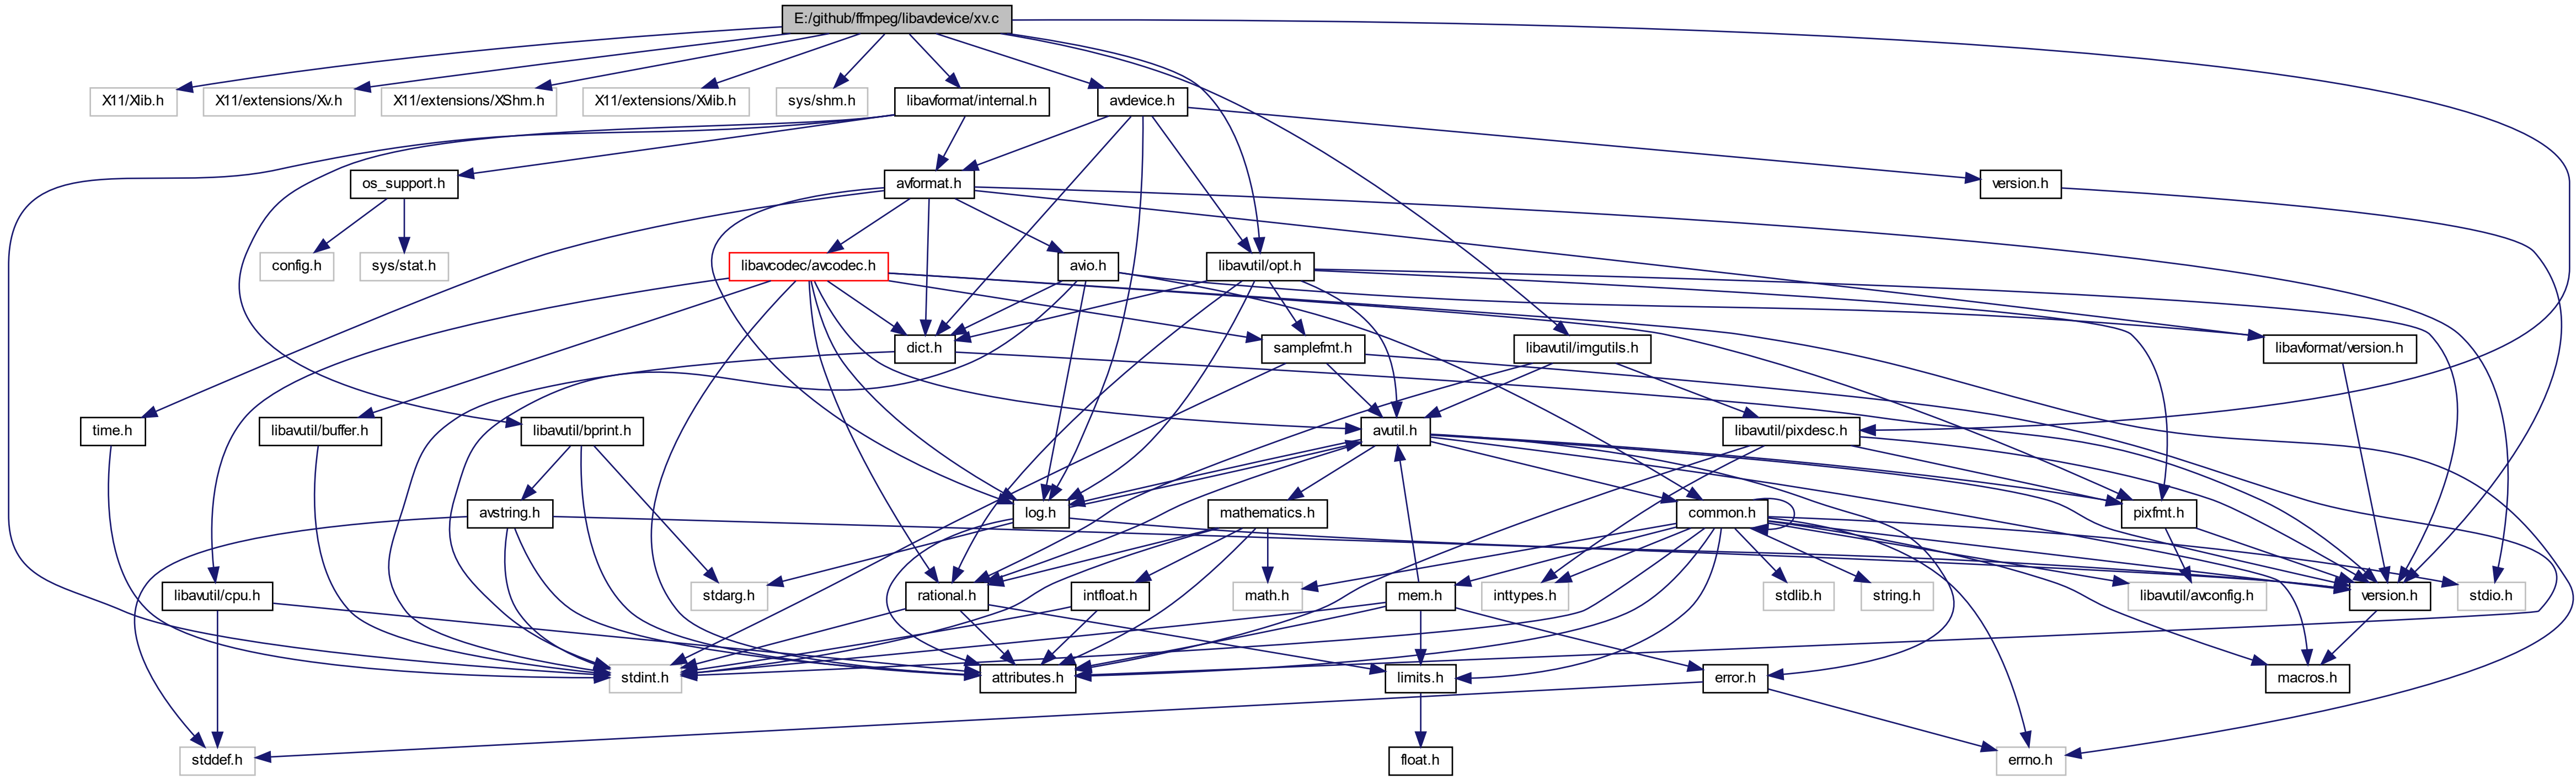 E:/github/ffmpeg/libavdevice/xv.c
X11/Xlib.h
X11/extensions/Xv.h
X11/extensions/XShm.h
X11/extensions/Xvlib.h
sys/shm.h
libavformat/internal.h
avdevice.h
os_support.h
avformat.h
version.h
config.h
sys/stat.h
libavcodec/avcodec.h
avio.h
libavutil/opt.h
dict.h
samplefmt.h
libavutil/imgutils.h
libavformat/version.h
time.h
libavutil/buffer.h
libavutil/bprint.h
avutil.h
libavutil/pixdesc.h
avstring.h
log.h
mathematics.h
common.h
pixfmt.h
libavutil/cpu.h
stdarg.h
rational.h
intfloat.h
math.h
mem.h
inttypes.h
stdlib.h
string.h
libavutil/avconfig.h
version.h
stdio.h
stdint.h
attributes.h
limits.h
error.h
macros.h
stddef.h
float.h
errno.h